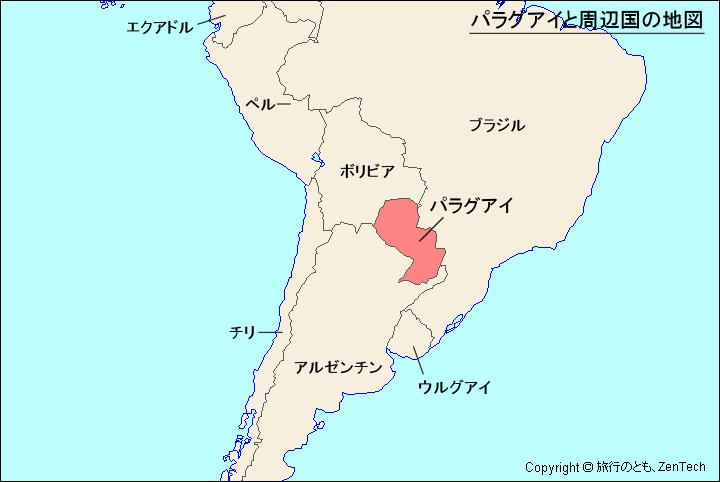 パラグアイと周辺国の地図
エクアドル
ペルー
ブラジル
ボリビア
パラグアイ
チリ
アルゼンチン
ウルグアイ
Copyright © 旅行のとも、ZenTech